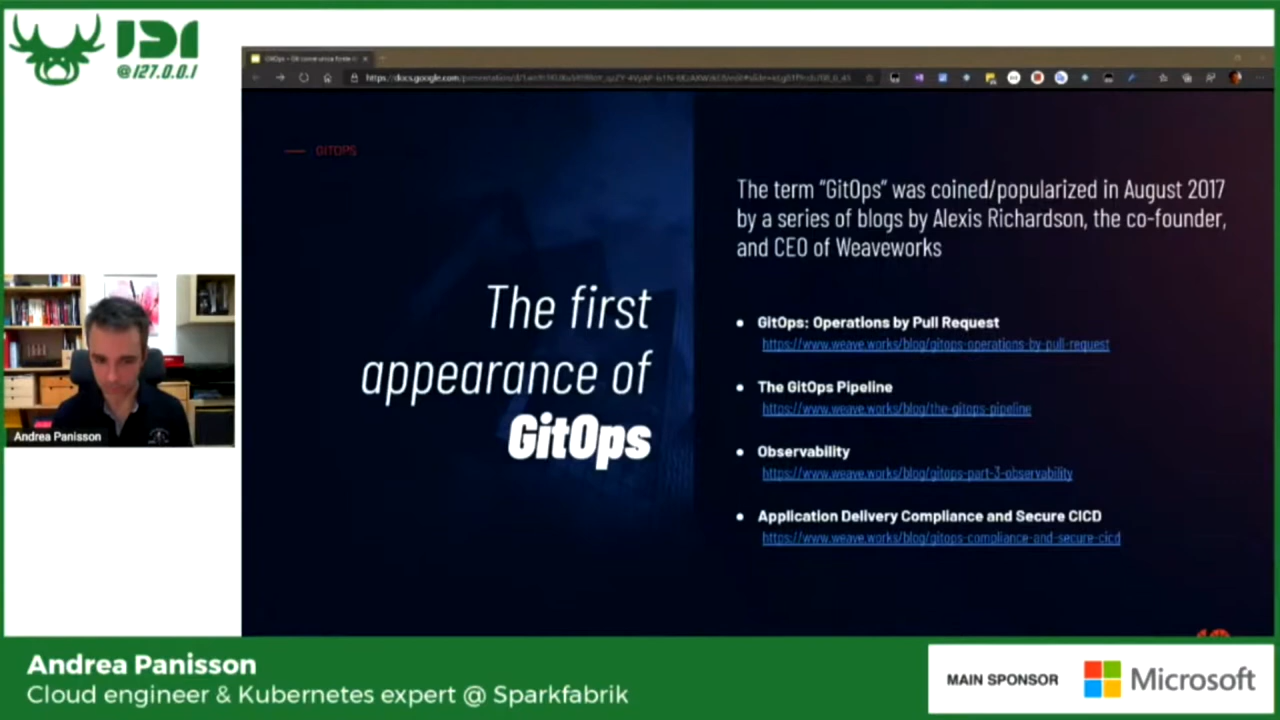 IDI
@127.0.0.1
GITOPS
The first
appearance of
GitOps
The term “GitOps” was coined/popularized in August 2017
by a series of blogs by Alexis Richardson, the co-founder,
and CEO of Weaveworks
• GitOps: Operations by Pull Request
https://www.weave.works/blog/gitops-operations-by-pull-request
• The GitOps Pipeline
https://www.weave.works/blog/the-gitops-pipeline
• Observability
https://www.weave.works/blog/gitops-part-3-observability
• Application Delivery Compliance and Secure CICD
https://www.weave.works/blog/gitops-compliance-and-secure-cicd
Andrea Panisson
Andrea Panisson
Cloud engineer & Kubernetes expert @ Sparkfabrik
MAIN SPONSOR
Microsoft